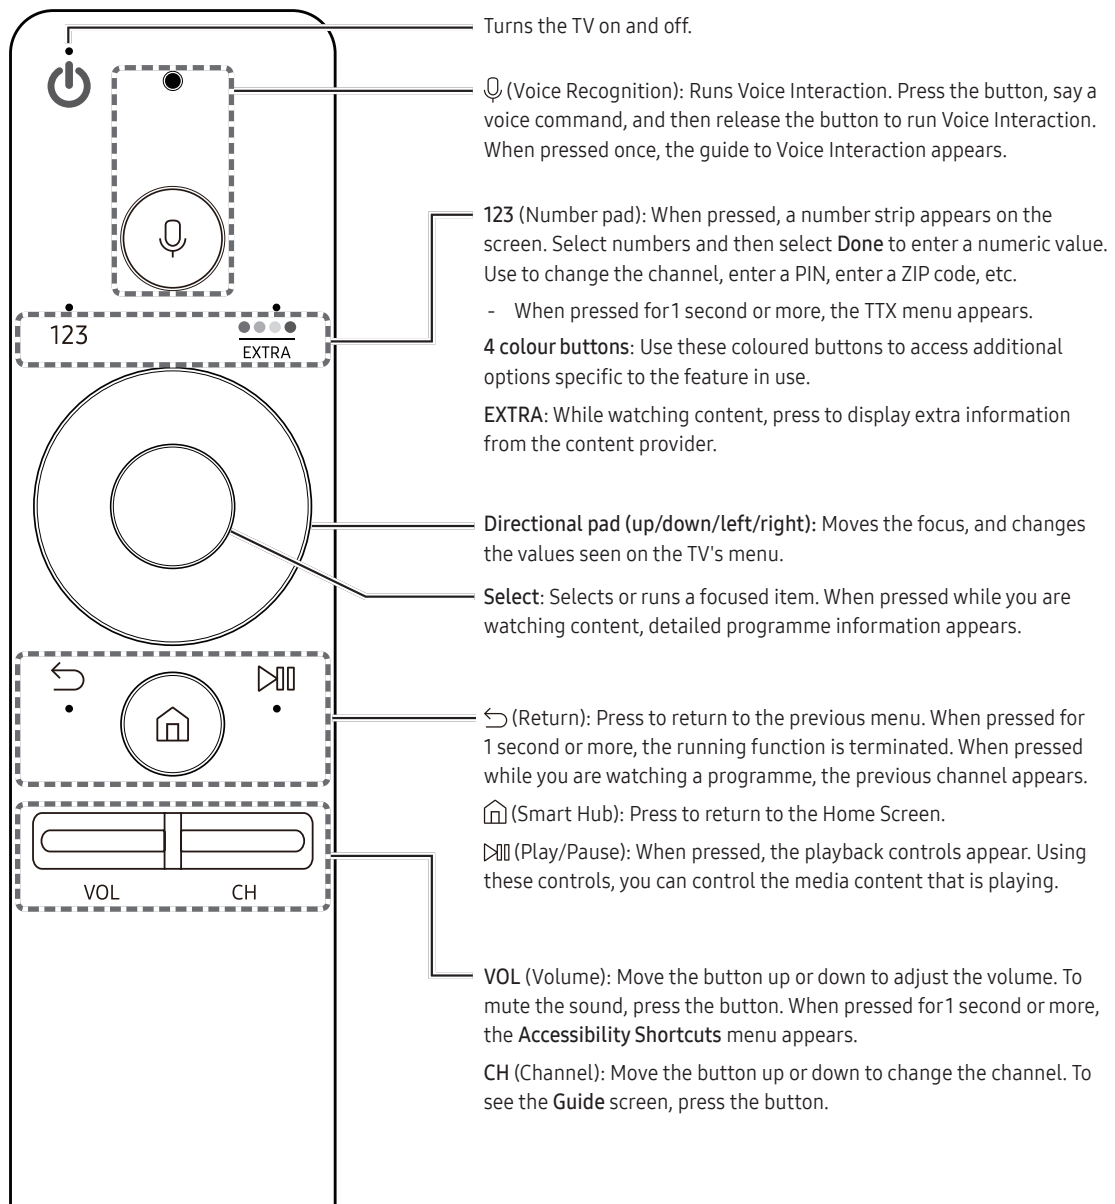 Turns the TV on and off.
(Voice Recognition): Runs Voice Interaction. Press the button, say a
voice command, and then release the button to run Voice Interaction.
When pressed once, the guide to Voice Interaction appears.
123 (Number pad): When pressed, a number strip appears on the
screen. Select numbers and then select Done to enter a numeric value.
Use to change the channel, enter a PIN, enter a ZIP code, etc.
- When pressed for 1 second or more, the TTX menu appears.
4 colour buttons: Use these coloured buttons to access additional
options specific to the feature in use.
EXTRA: While watching content, press to display extra information
from the content provider.
123
EXTRA
Directional pad (up/down/left/right): Moves the focus, and changes
the values seen on the TV's menu.
Select: Selects or runs a focused item. When pressed while you are
watching content, detailed programme information appears.
(Return): Press to return to the previous menu. When pressed for
1 second or more, the running function is terminated. When pressed
while you are watching a programme, the previous channel appears.
(Smart Hub): Press to return to the Home Screen.
(Play/Pause): When pressed, the playback controls appear. Using
these controls, you can control the media content that is playing.
VOL
CH
VOL (Volume): Move the button up or down to adjust the volume. To
mute the sound, press the button. When pressed for 1 second or more,
the Accessibility Shortcuts menu appears.
CH (Channel): Move the button up or down to change the channel. To
see the Guide screen, press the button.